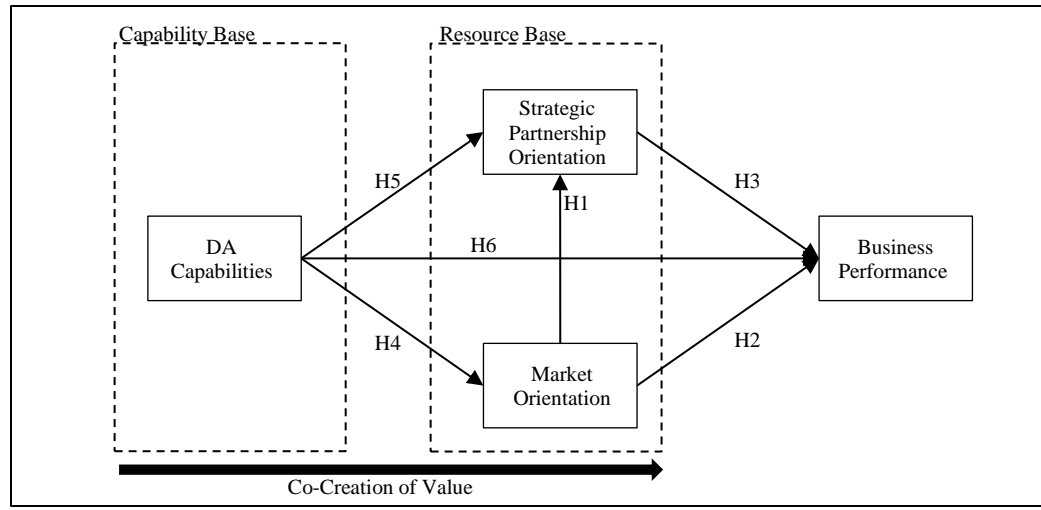 Capability Base
Resource Base
Strategic
Partnership
Orientation
H5
H3
H1
DA
Capabilities
H6
Business
Performance
H4
H2
Market
Orientation
Co-Creation of Value